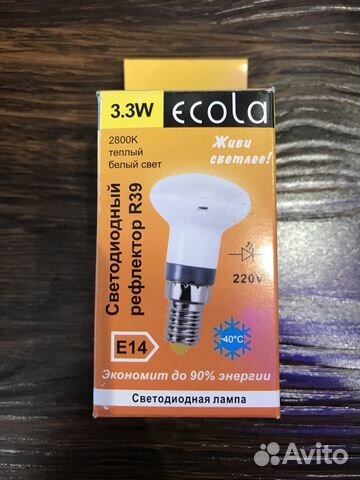 3.3W ecola
2800K
теплый
белый свет
Живи
светлее!
Светодиодный
рефлектор R39
220V
E14
-40°C
Экономит до 90% энергии
Светодиодная лампа
Avito